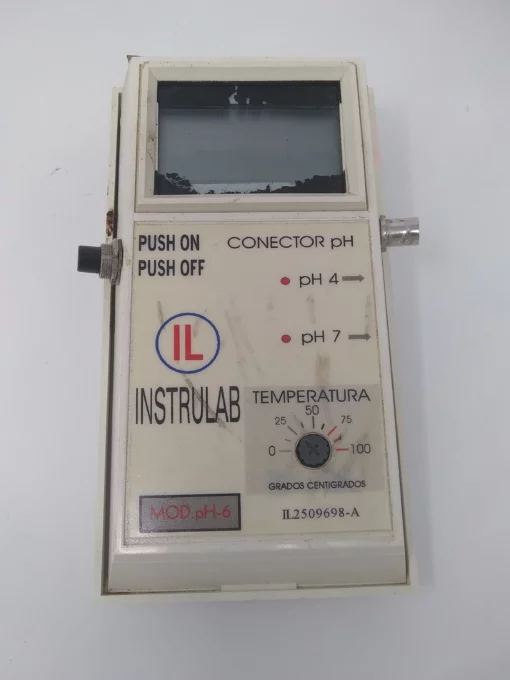 PUSH ON
PUSH OFF
CONECTOR pH
pH 4
pH 7
IL
INSTRULAB
TEMPERATURA
0 25 50 75 100
GRADOS CENTIGRADOS
MOD.pH-6
IL2509698-A